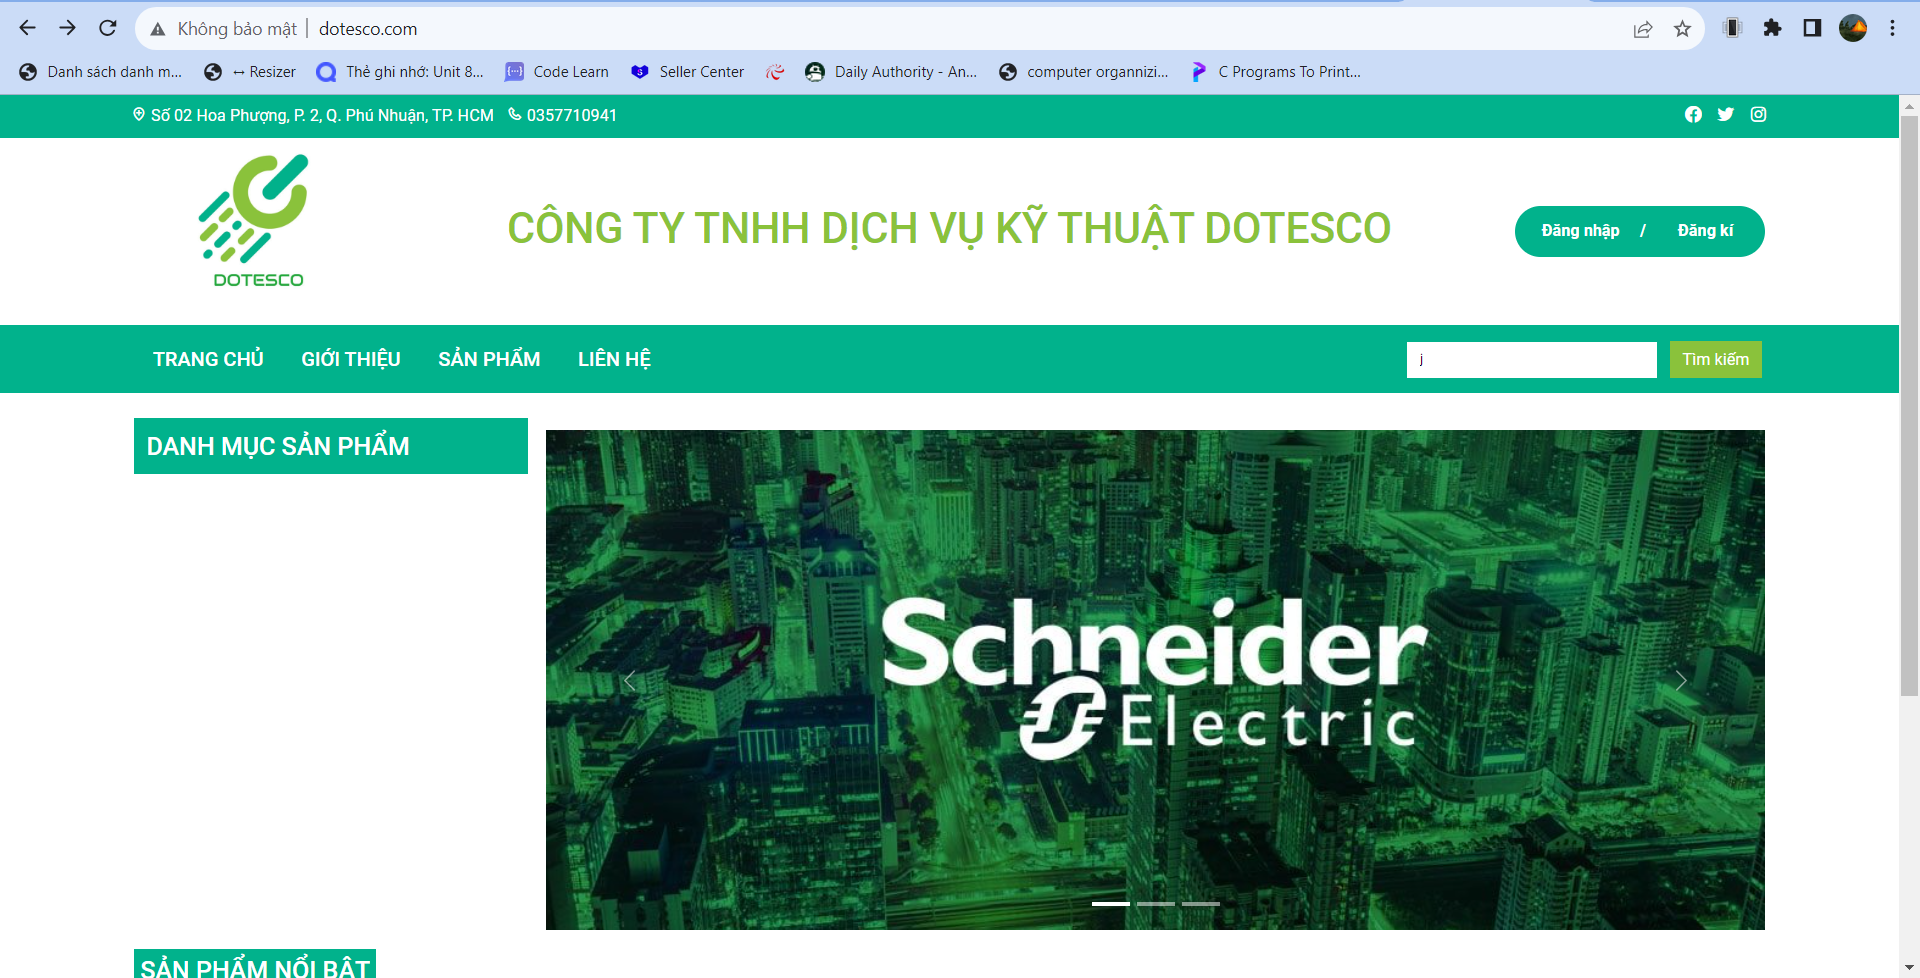 Không bảo mật | dotesco.com
Danh sách danh m... ↔ Resizer Thẻ ghi nhớ: Unit 8... Code Learn Seller Center Daily Authority - An... computer organnizi... C Programs To Print...
Số 02 Hoa Phượng, P. 2, Q. Phú Nhuận, TP. HCM 0357710941
DOTESCO
CÔNG TY TNHH DỊCH VỤ KỸ THUẬT DOTESCO
Đăng nhập / Đăng kí
TRANG CHỦ GIỚI THIỆU SẢN PHẨM LIÊN HỆ
j
Tìm kiếm
DANH MỤC SẢN PHẨM
Schneider
Electric
SẢN PHẨM NỔI BẬT